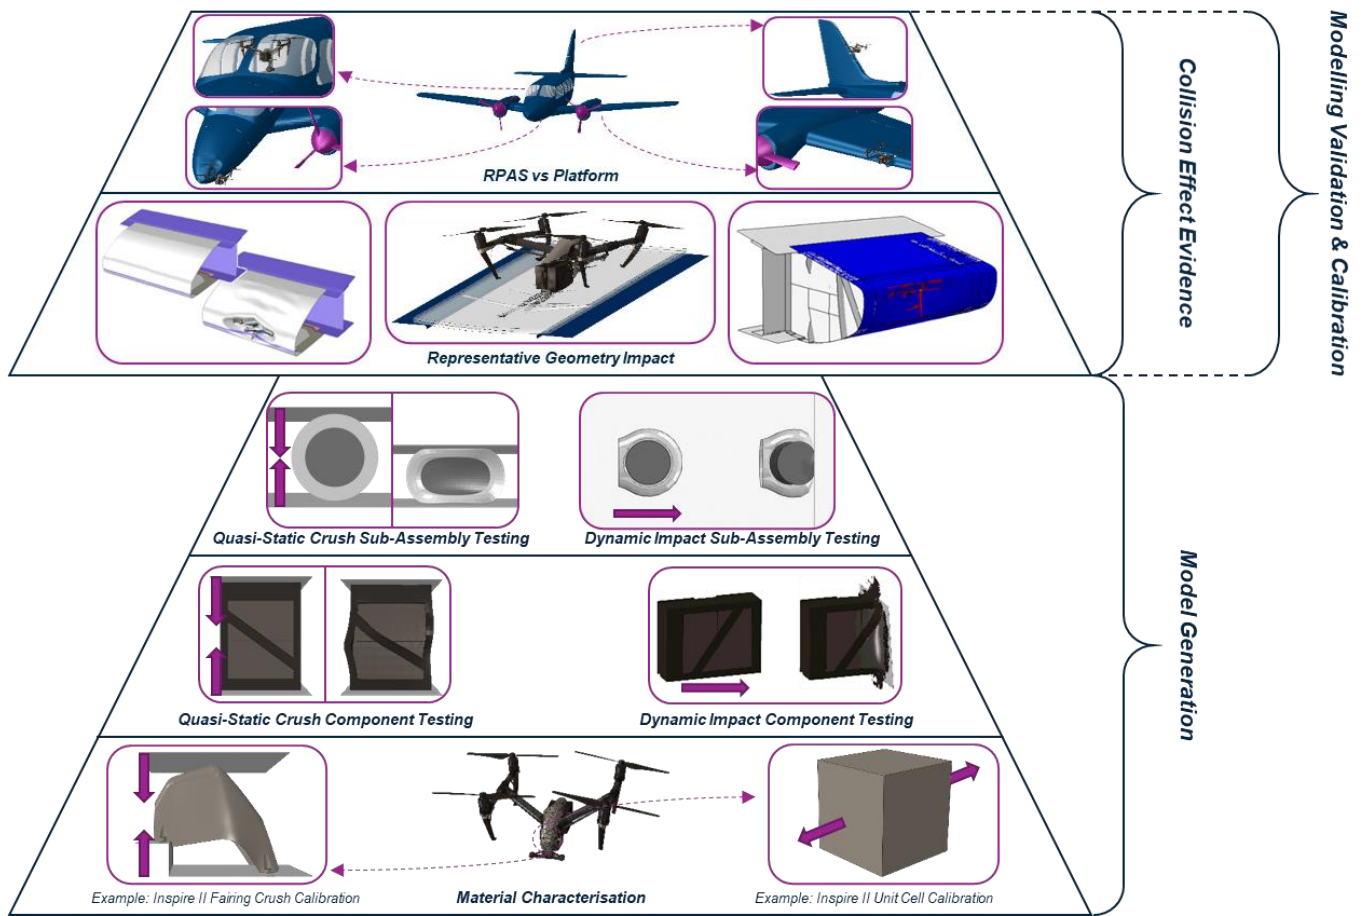 RPAS vs Platform
Representative Geometry Impact
Collision Effect Evidence
Modelling Validation & Calibration
Quasi-Static Crush Sub-Assembly Testing
Dynamic Impact Sub-Assembly Testing
Quasi-Static Crush Component Testing
Dynamic Impact Component Testing
Model Generation
Example: Inspire II Fairing Crush Calibration
Material Characterisation
Example: Inspire II Unit Cell Calibration